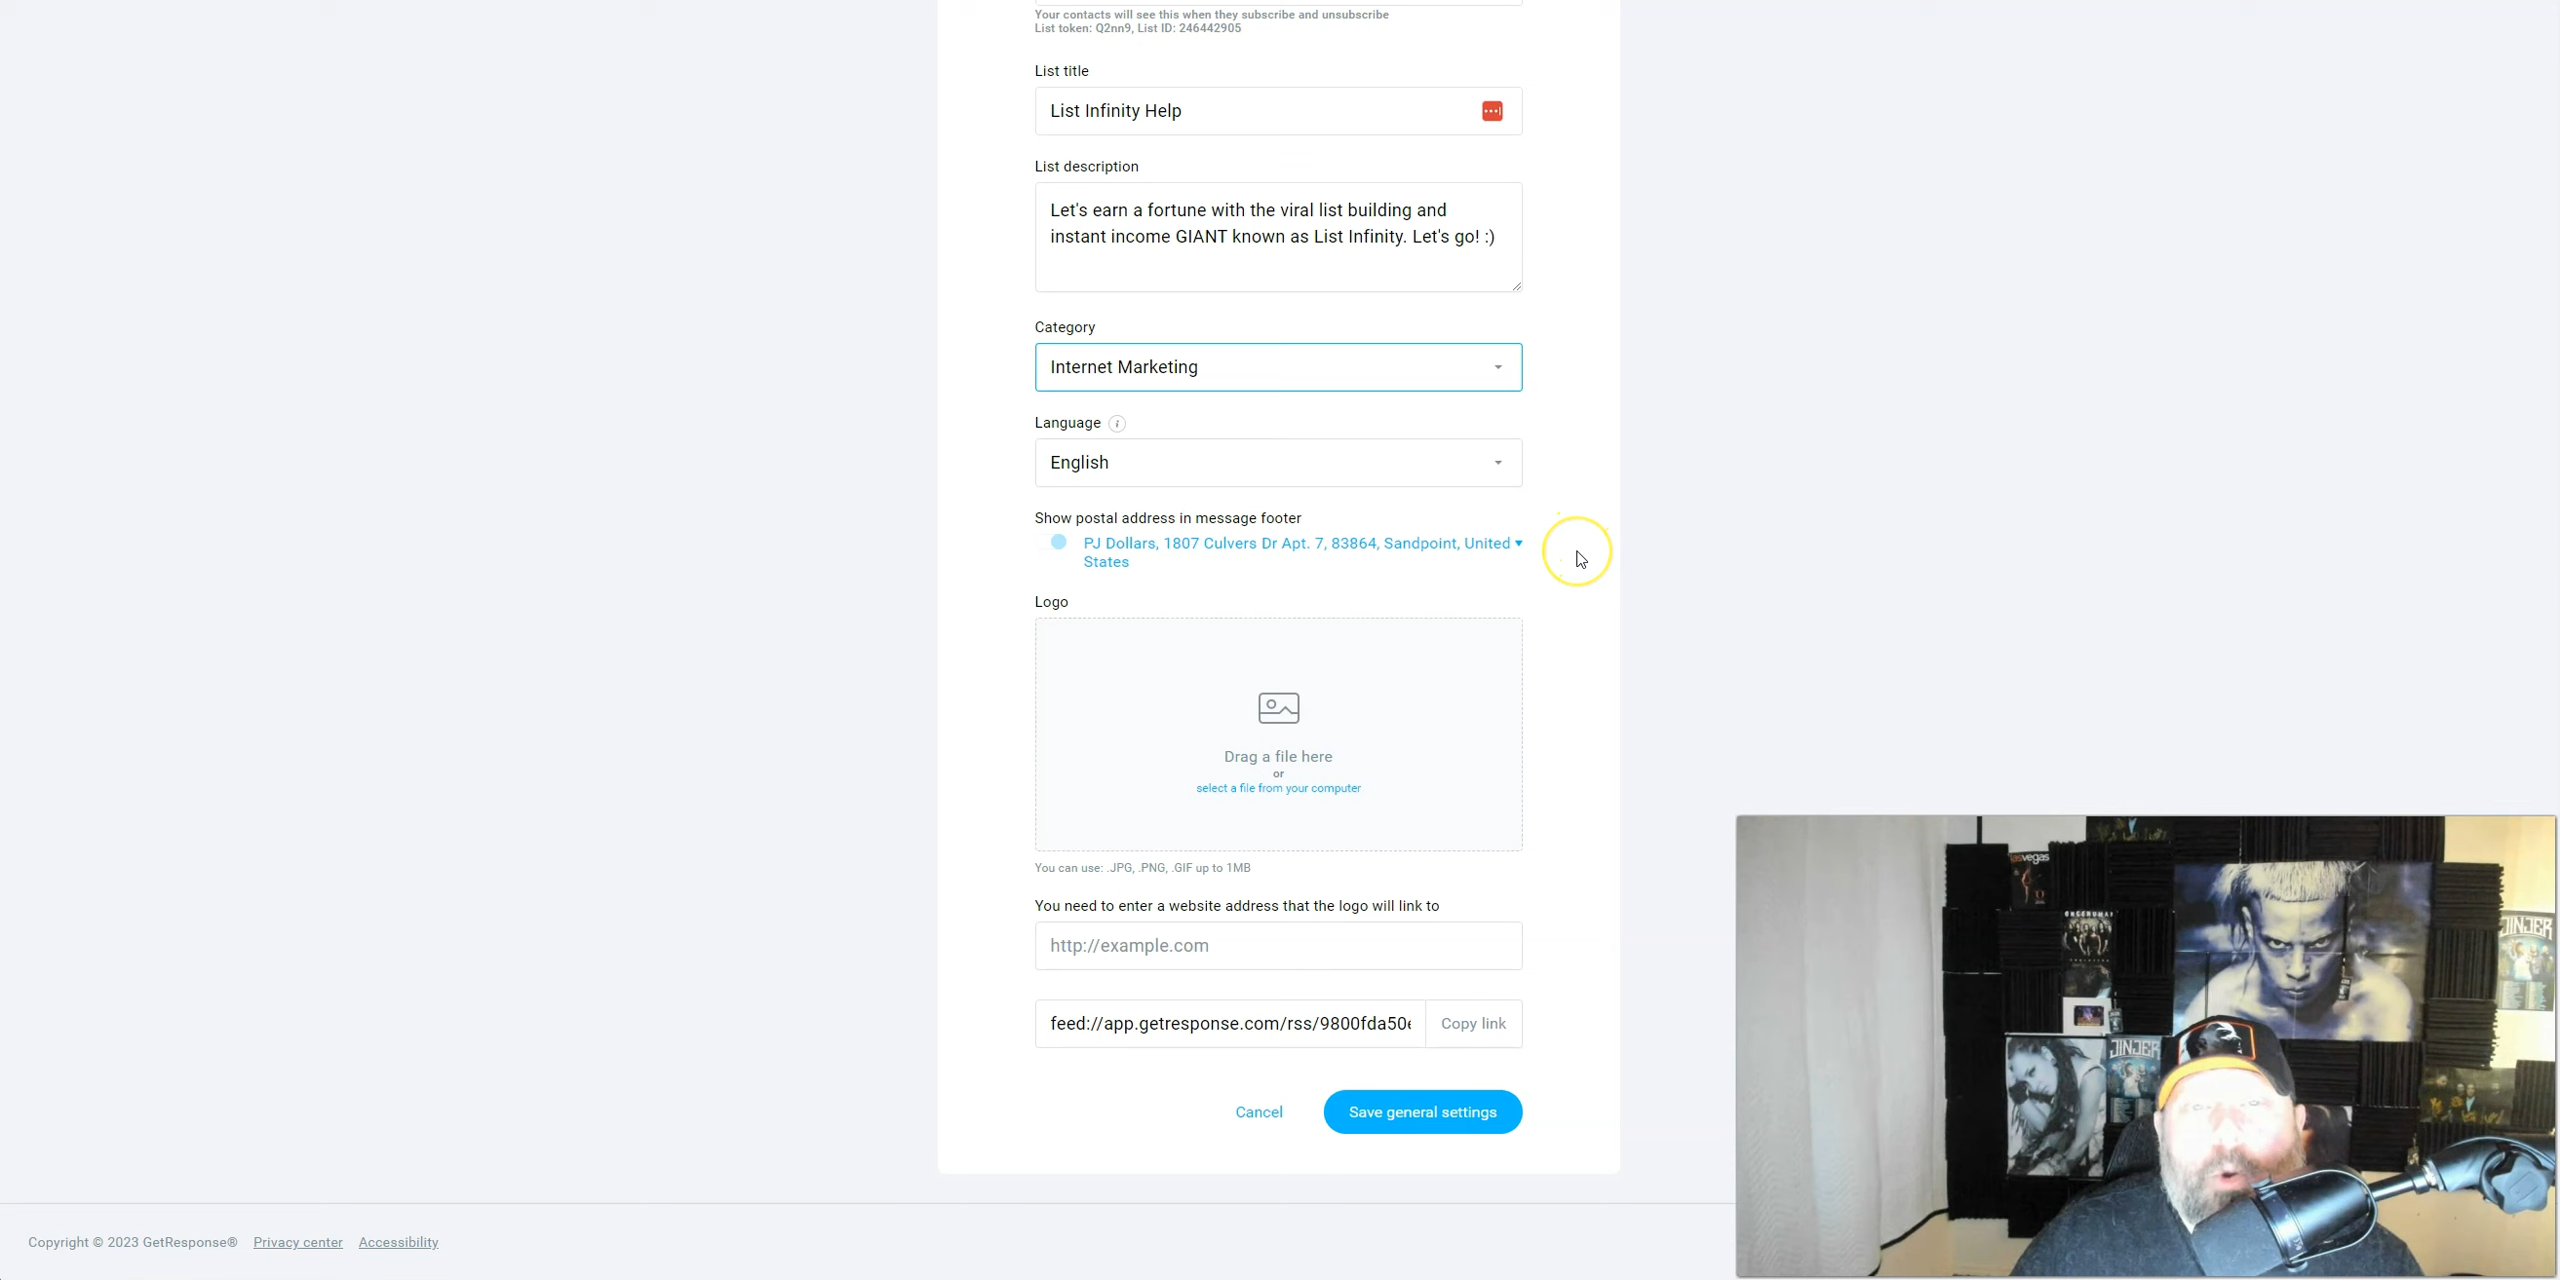 Your contacts will see this when they subscribe and unsubscribe
List token: Q2nn9, List ID: 246442905
List title
List Infinity Help
List description
Let's earn a fortune with the viral list building and
instant income GIANT known as List Infinity. Let's go! :)
Category
Internet Marketing
Language
English
Show postal address in message footer
PJ Dollars, 1807 Culvers Dr Apt. 7, 83864, Sandpoint, United
States
Logo
Drag a file here
or
select a file from your computer
You can use: .JPG, .PNG, .GIF up to 1MB
You need to enter a website address that the logo will link to
http://example.com
feed://app.getresponse.com/rss/9800fda50e
Copy link
Cancel
Save general settings
Copyright © 2023 GetResponse® Privacy center Accessibility
vegas
JINJER
JINJER